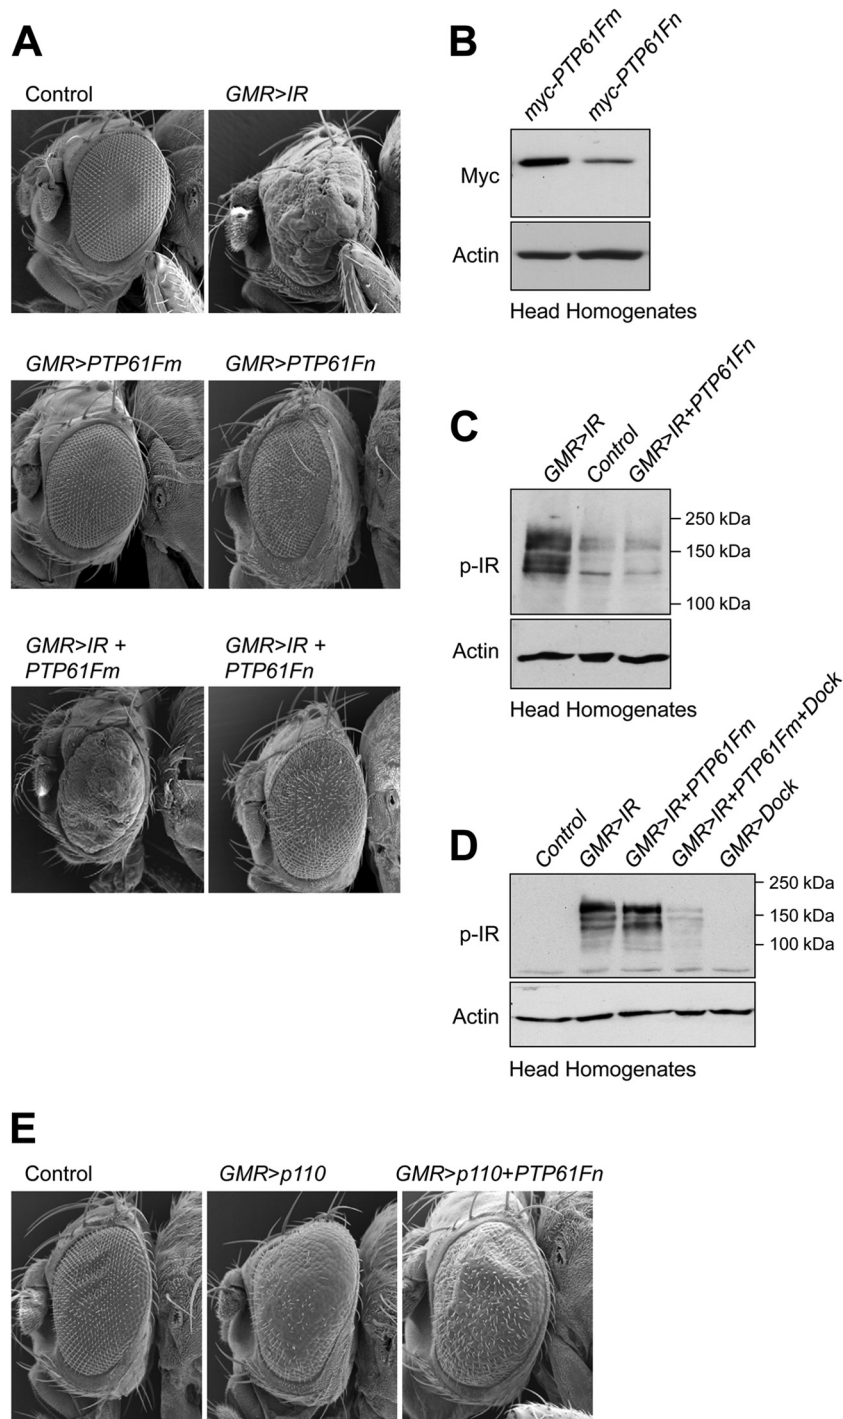 A
Control
GMR>IR
GMR>PTP61Fm
GMR>PTP61Fn
GMR>IR +
PTP61Fm
GMR>IR +
PTP61Fn
B
myc-PTP61Fm
myc-PTP61Fn
Myc
Actin
Head Homogenates
C
GMR>IR
Control
GMR>IR+PTP61Fn
p-IR
250 kDa
150 kDa
100 kDa
Actin
Head Homogenates
D
Control
GMR>IR
GMR>IR+PTP61Fm
GMR>IR+PTP61Fm+Dock
GMR>Dock
p-IR
250 kDa
150 kDa
100 kDa
Actin
Head Homogenates
E
Control
GMR>p110
GMR>p110+PTP61Fn